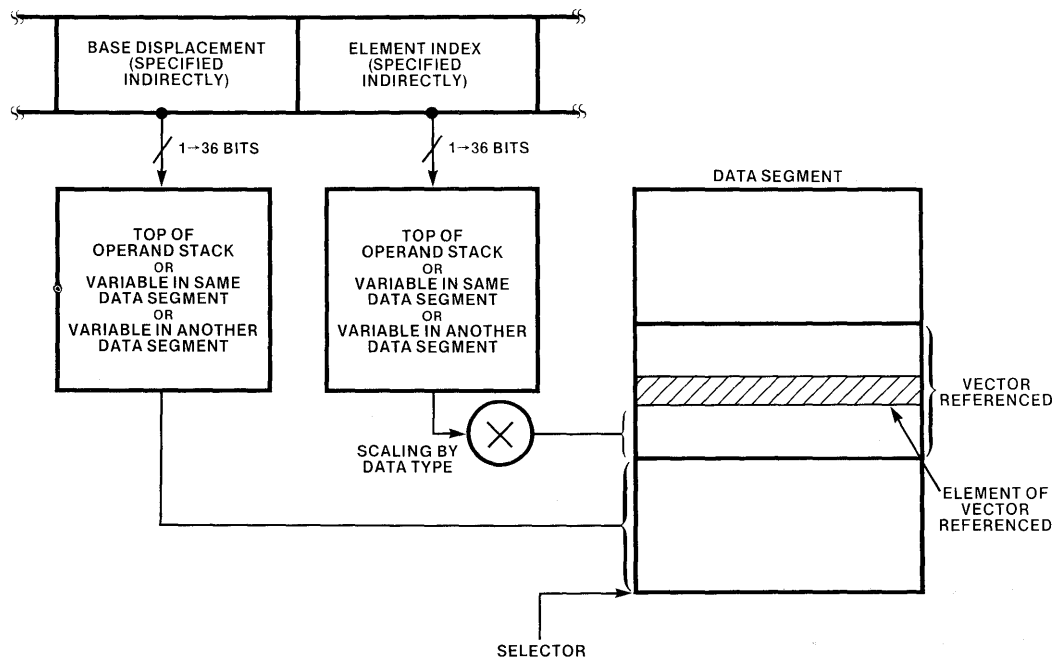 BASE DISPLACEMENT
(SPECIFIED
INDIRECTLY)
ELEMENT INDEX
(SPECIFIED
INDIRECTLY)
1→36 BITS
1→36 BITS
TOP OF
OPERAND STACK
OR
VARIABLE IN SAME
DATA SEGMENT
OR
VARIABLE IN ANOTHER
DATA SEGMENT
TOP OF
OPERAND STACK
OR
VARIABLE IN SAME
DATA SEGMENT
OR
VARIABLE IN ANOTHER
DATA SEGMENT
DATA SEGMENT
VECTOR
REFERENCED
SCALING BY
DATA TYPE
ELEMENT OF
VECTOR
REFERENCED
SELECTOR